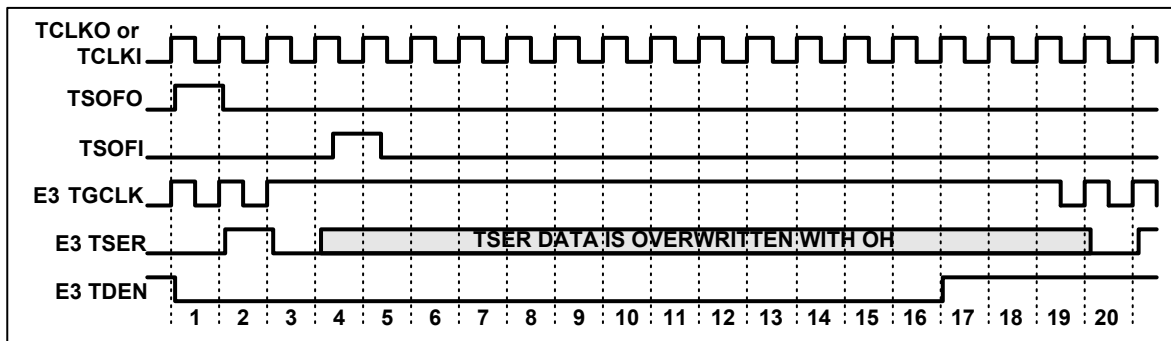 TCLKO or
TCLKI
TSOFO
TSOFI
E3 TGCLK
E3 TSER
TSER DATA IS OVERWRITTEN WITH OH
E3 TDEN
1 2 3 4 5 6 7 8 9 10 11 12 13 14 15 16 17 18 19 20